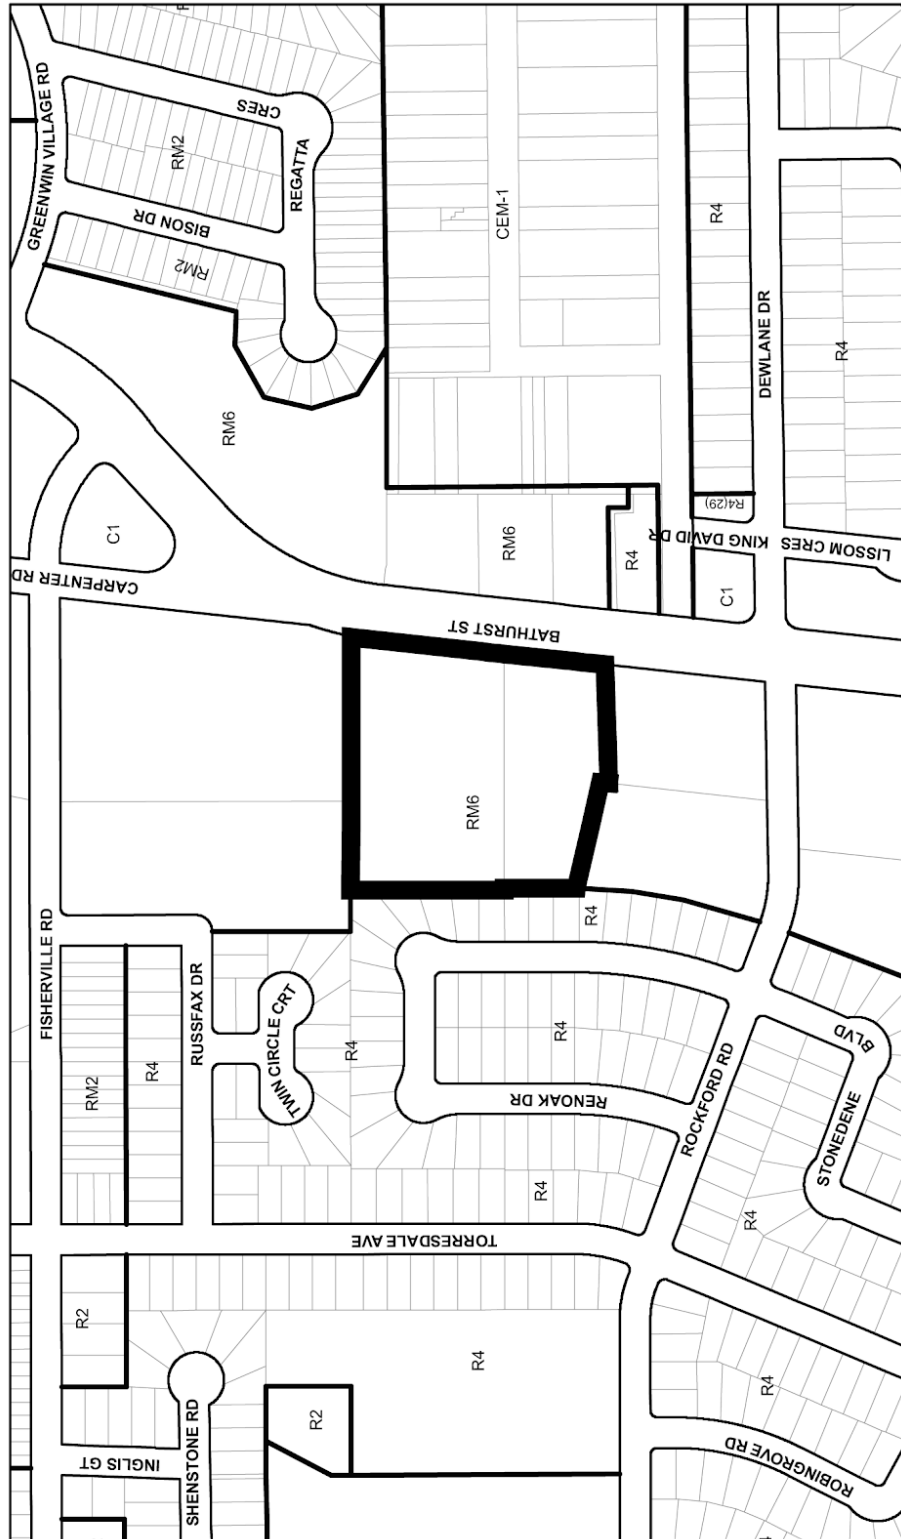 GREENWIN VILLAGE RD
CRES
RM2
REGATTA
BISON DR
RM2
CEM-1
R4
DEWLANE DR
R4
RM6
R4(29)
C1
RM6
R4
KING DAVID DR
LISSOM CRES
CARPENTER RD
C1
BATHURST ST
RM6
R4
FISHERVILLE RD
RUSSFAX DR
TWIN CIRCLE CRT
R4
R4
BLVD
RM2
R4
RENOAK DR
ROCKFORD RD
STONEDENE
R4
R4
TORRESDALE AVE
R2
R4
R4
R2
INGLIS GT
SHENSTONE RD
ROBINGROVE RD